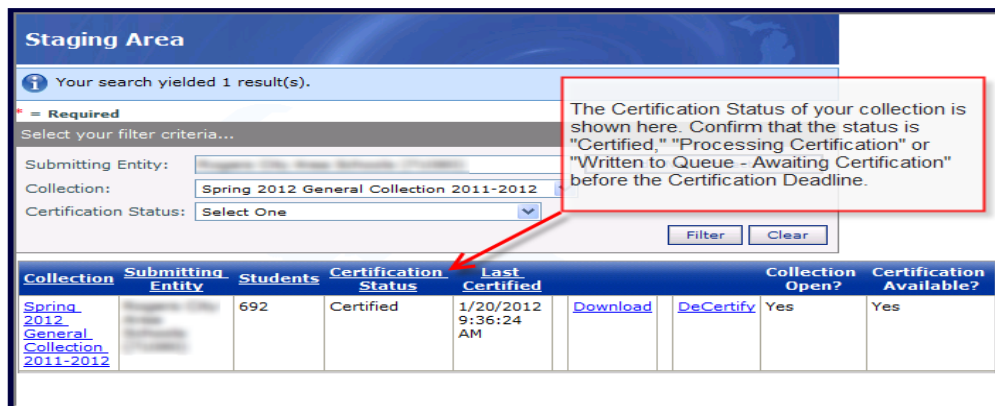 Staging Area
Your search yielded 1 result(s).
* = Required
Select your filter criteria...
The Certification Status of your collection is
shown here. Confirm that the status is
"Certified," "Processing Certification" or
"Written to Queue - Awaiting Certification"
before the Certification Deadline.
Submitting Entity:
Collection: Spring 2012 General Collection 2011-2012
Certification Status: Select One
Filter Clear
Collection Submitting Entity Students Certification Status Last Certified Collection Open? Certification Available?
Spring 2012 General Collection 2011-2012 692 Certified 1/20/2012 9:36:24 AM Download DeCertify Yes Yes